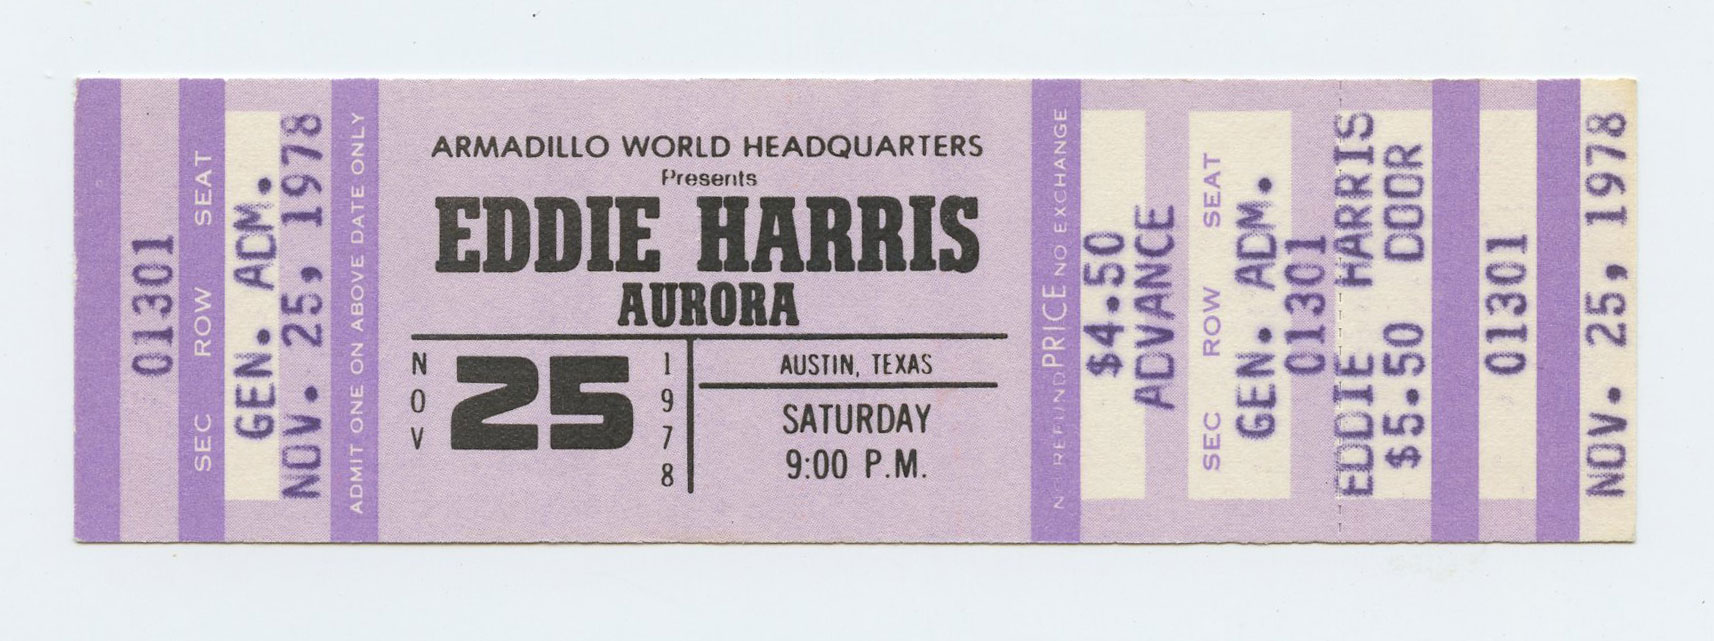 01301
SEC ROW SEAT
GEN. ADM.
NOV. 25, 1978
ADMIT ONE ON ABOVE DATE ONLY
ARMADILLO WORLD HEADQUARTERS
Presents
EDDIE HARRIS
AURORA
NOV
25
1978
AUSTIN, TEXAS
SATURDAY
9:00 P.M.
NO REFUND PRICE NO EXCHANGE
$4.50
ADVANCE
SEC ROW SEAT
GEN. ADM.
01301
EDDIE HARRIS
$5.50 DOOR
01301
NOV. 25, 1978